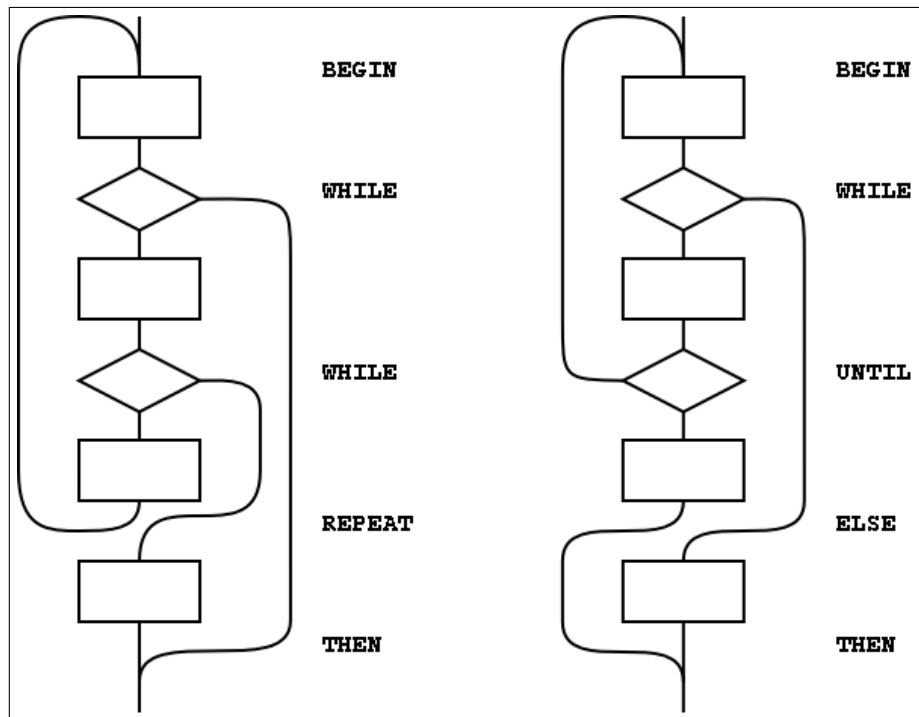 BEGIN
WHILE
WHILE
REPEAT
THEN
BEGIN
WHILE
UNTIL
ELSE
THEN